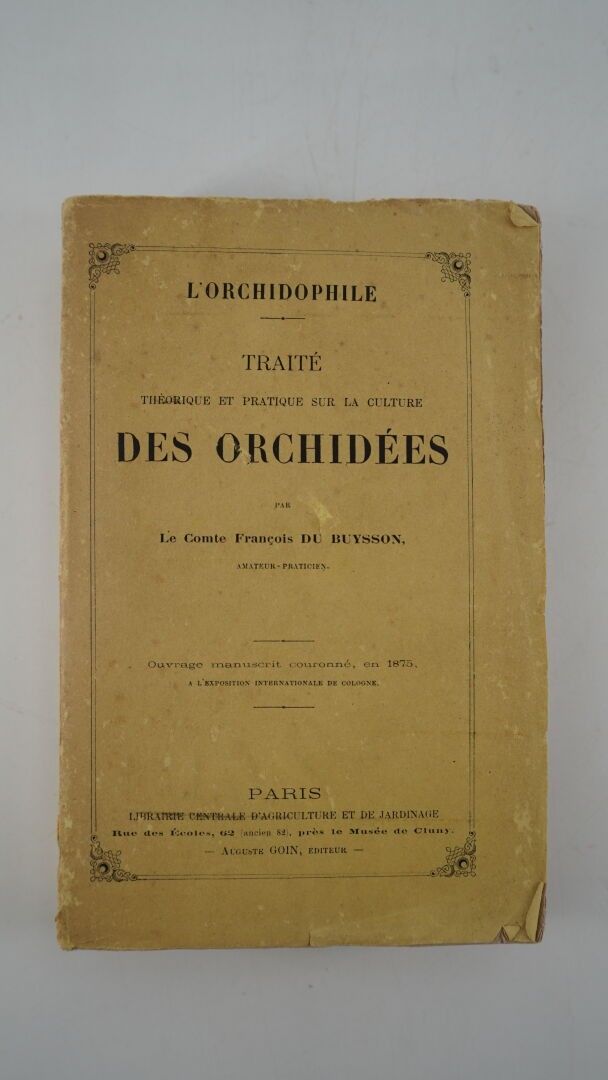 L'ORCHIDOPHILE
TRAITÉ
THÉORIQUE ET PRATIQUE SUR LA CULTURE
DES ORCHIDÉES
PAR
Le Comte François DU BUYSSON,
AMATEUR-PRATICIEN.
Ouvrage manuscrit couronné, en 1875,
A L'EXPOSITION INTERNATIONALE DE COLOGNE.
PARIS
LIBRAIRIE CENTRALE D'AGRICULTURE ET DE JARDINAGE
Rue des Écoles, 62 (ancien 82), près le Musée de Cluny.
— AUGUSTE GOIN, ÉDITEUR —